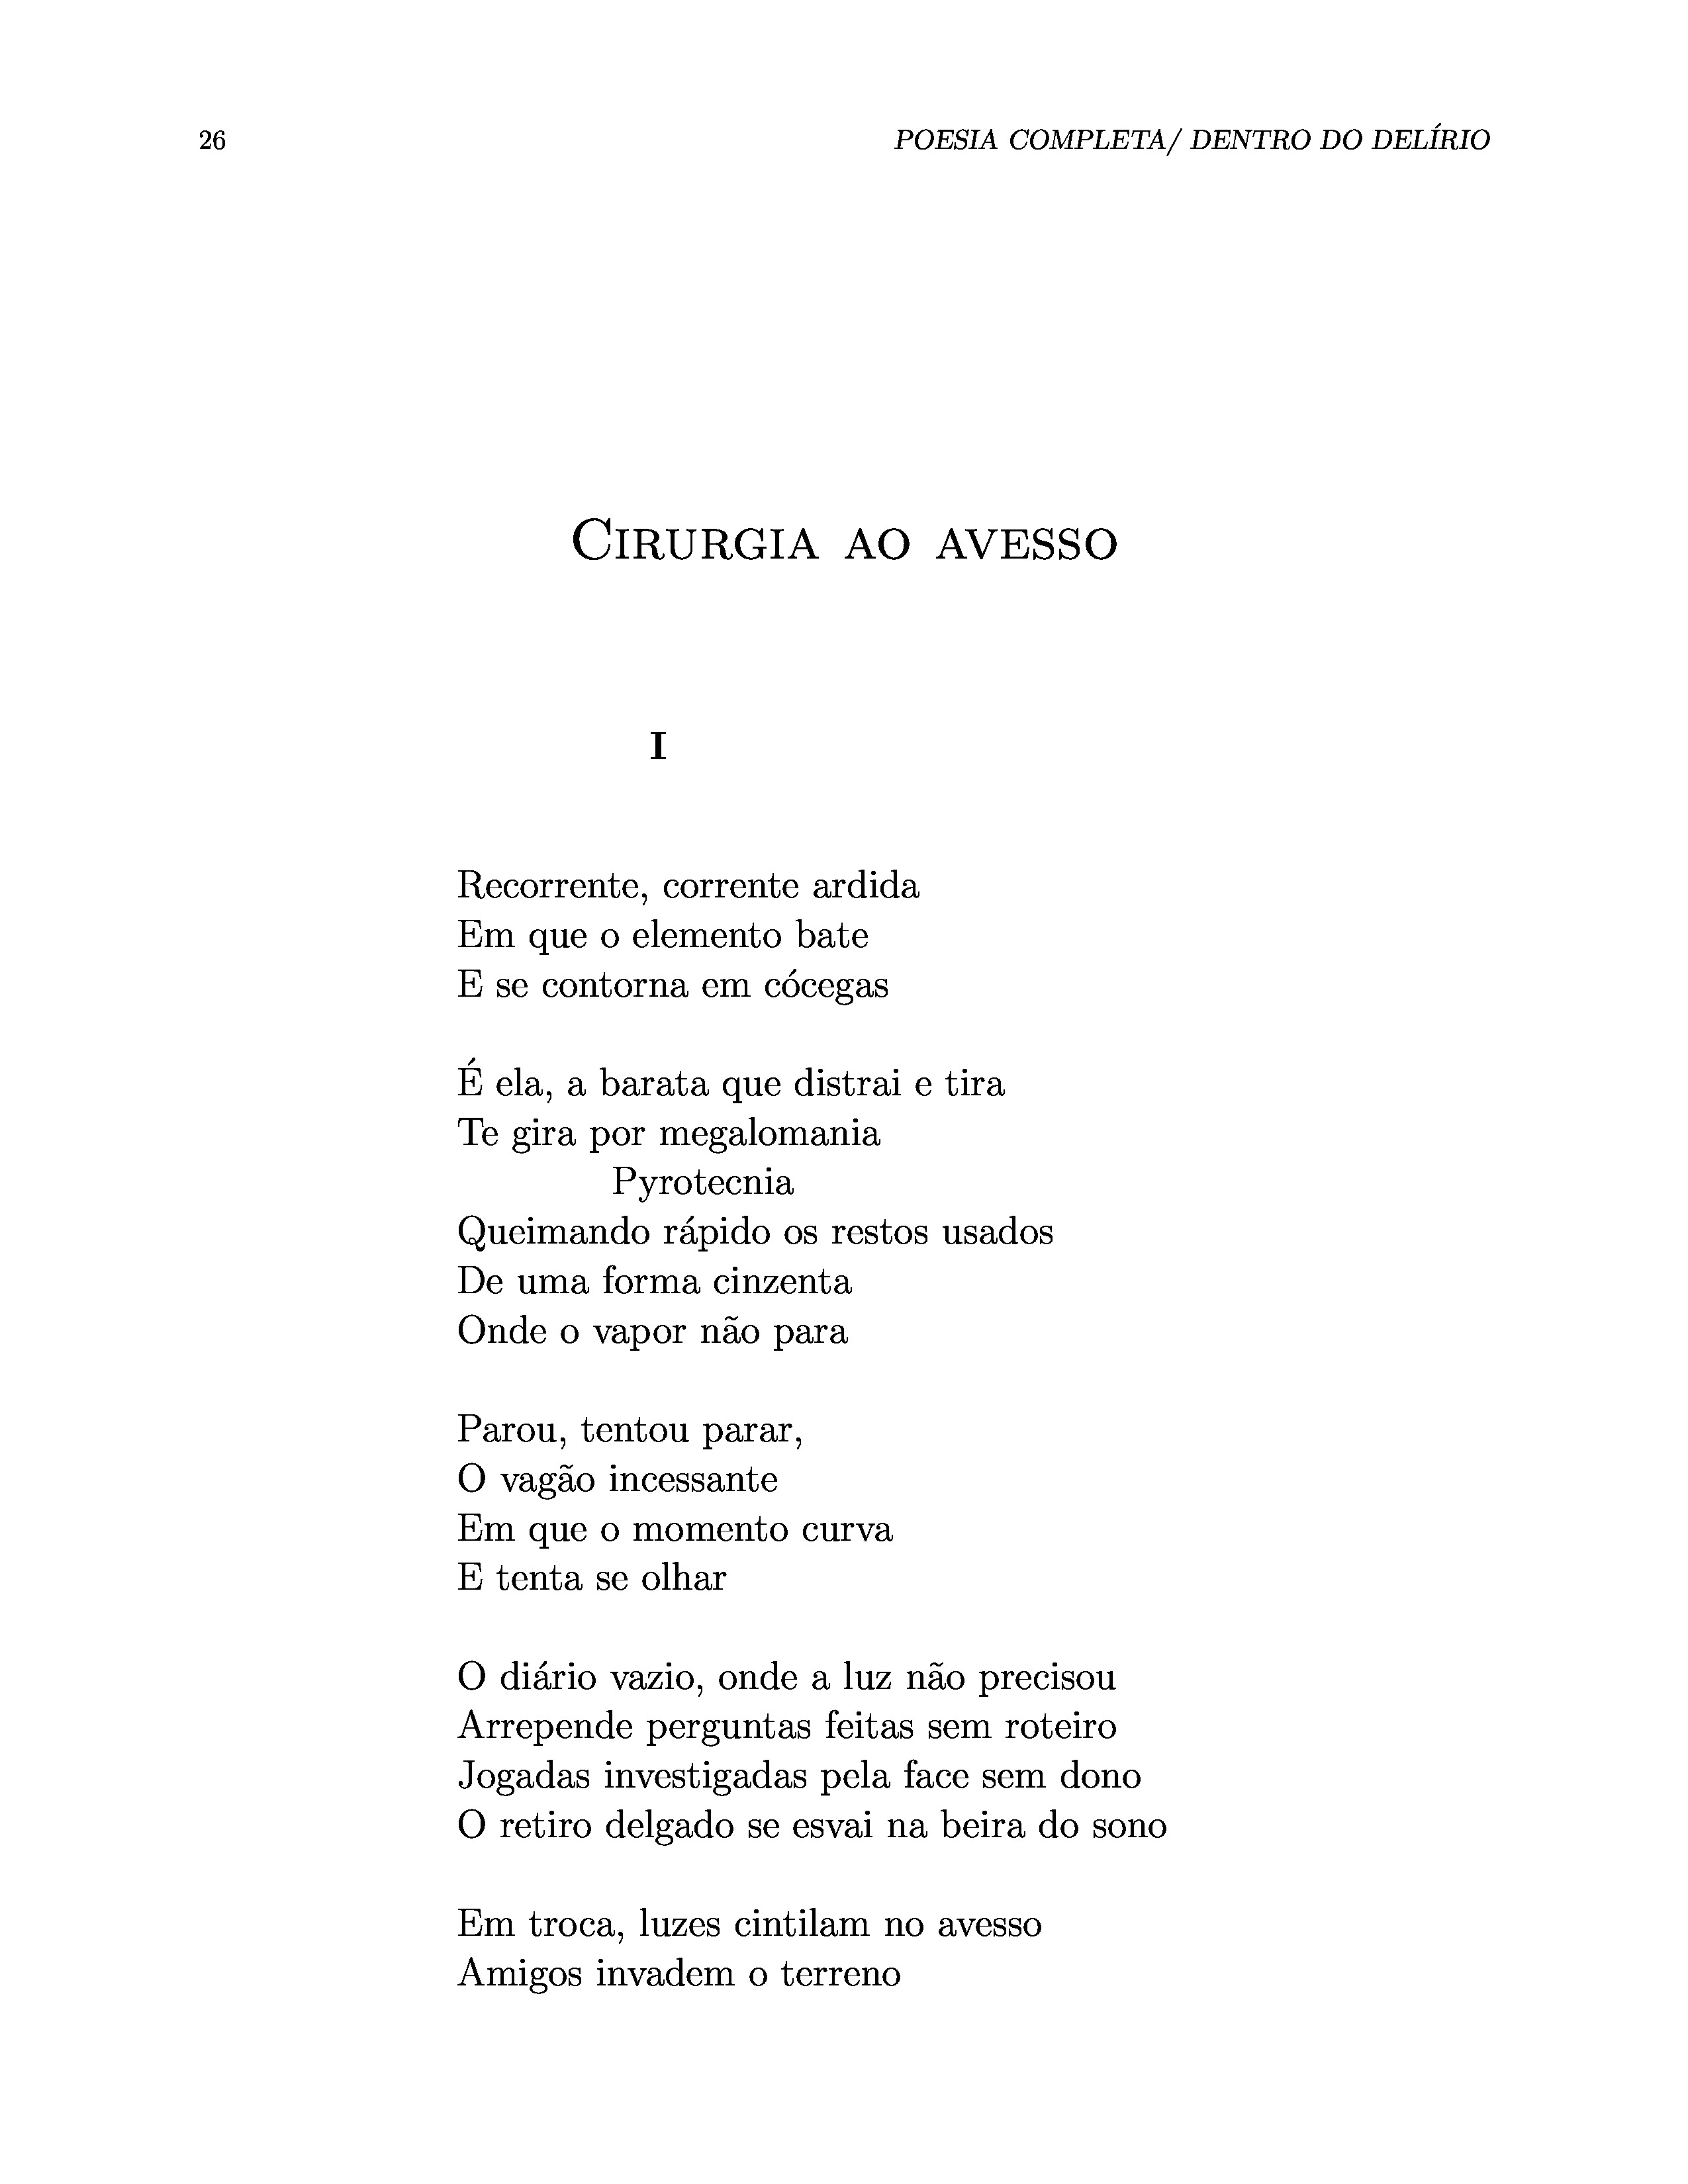 26 POESIA COMPLETA/ DENTRO DO DELÍRIO
CIRURGIA AO AVESSO
I
Recorrente, corrente ardida
Em que o elemento bate
E se contorna em cócegas
É ela, a barata que distrai e tira
Te gira por megalomania
Pyrotecnia
Queimando rápido os restos usados
De uma forma cinzenta
Onde o vapor não para
Parou, tentou parar,
O vagão incessante
Em que o momento curva
E tenta se olhar
O diário vazio, onde a luz não precisou
Arrepende perguntas feitas sem roteiro
Jogadas investigadas pela face sem dono
O retiro delgado se esvai na beira do sono
Em troca, luzes cintilam no avesso
Amigos invadem o terreno